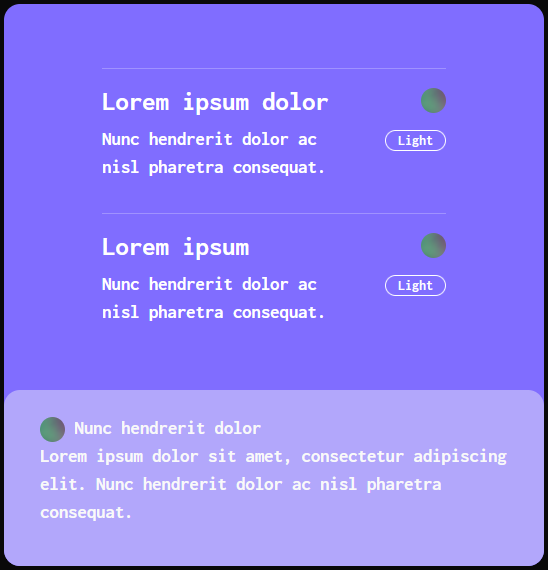 Lorem ipsum dolor
Nunc hendrerit dolor ac
nisl pharetra consequat.
Light
Lorem ipsum
Nunc hendrerit dolor ac
nisl pharetra consequat.
Light
Nunc hendrerit dolor
Lorem ipsum dolor sit amet, consectetur adipiscing
elit. Nunc hendrerit dolor ac nisl pharetra
consequat.